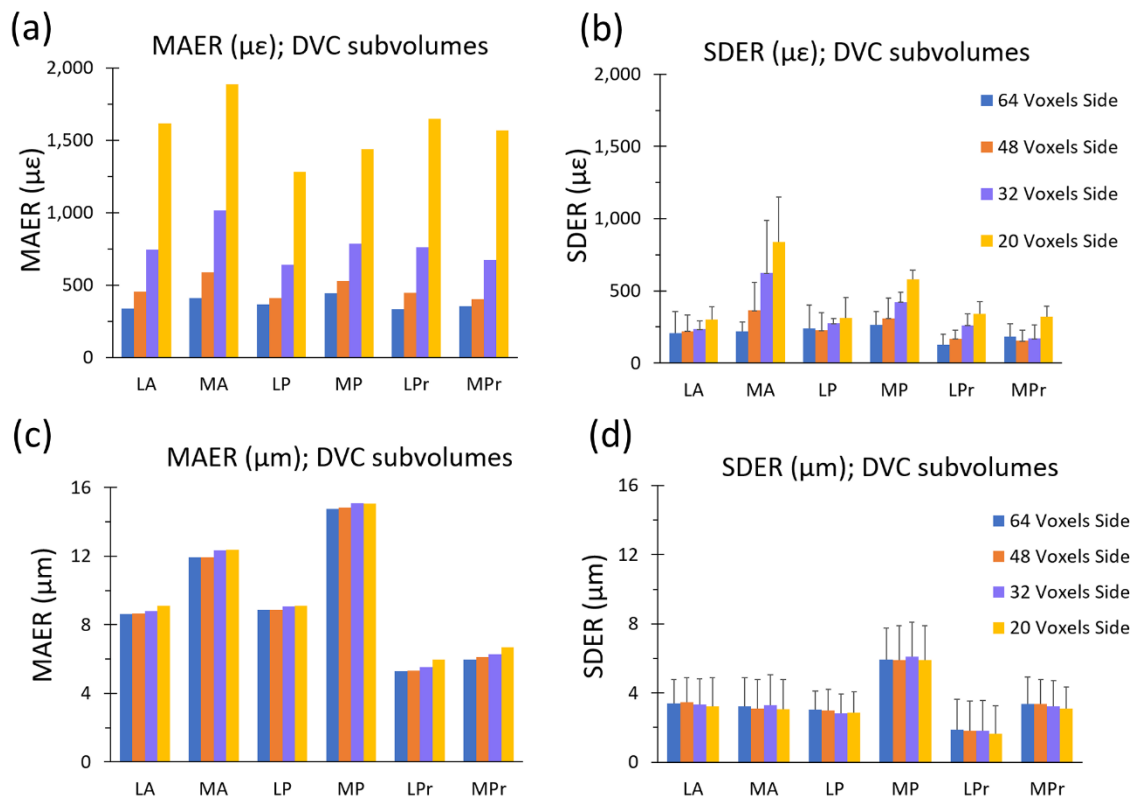 (a)
MAER (µε); DVC subvolumes
MAER (µε)
2,000
1,500
1,000
500
0
LA MA LP MP LPr MPr
(b)
SDER (µε); DVC subvolumes
SDER (µε)
2,000
1,500
1,000
500
0
64 Voxels Side
48 Voxels Side
32 Voxels Side
20 Voxels Side
LA MA LP MP LPr MPr
(c)
MAER (µm); DVC subvolumes
MAER (µm)
16
12
8
4
0
LA MA LP MP LPr MPr
(d)
SDER (µm); DVC subvolumes
SDER (µm)
16
12
8
4
0
64 Voxels Side
48 Voxels Side
32 Voxels Side
20 Voxels Side
LA MA LP MP LPr MPr